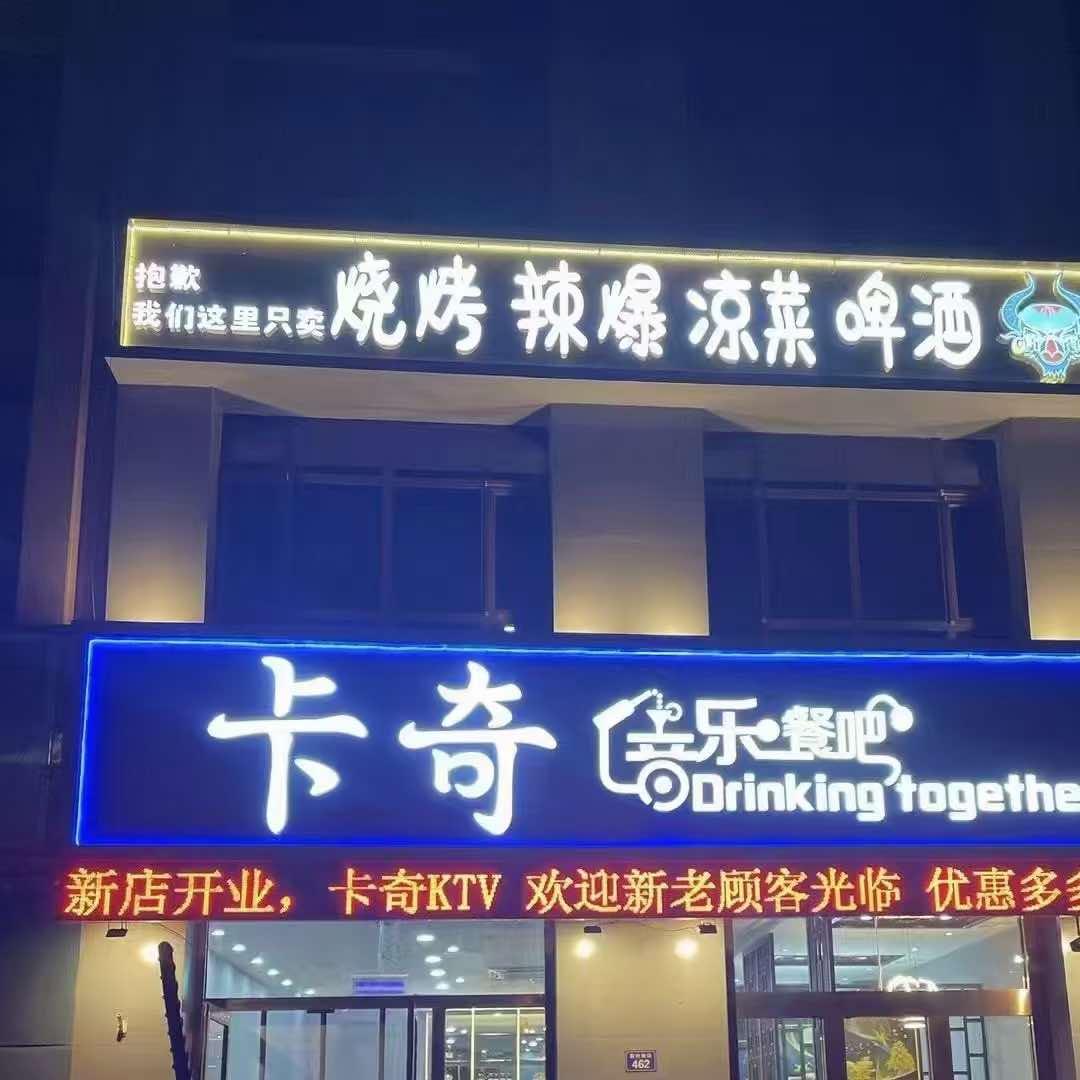 抱歉
我们这里只卖 烧烤 辣爆 凉菜 啤酒
卡奇 音乐·餐吧
Drinking togethe
新店开业，卡奇KTV 欢迎新老顾客光临 优惠多多
462